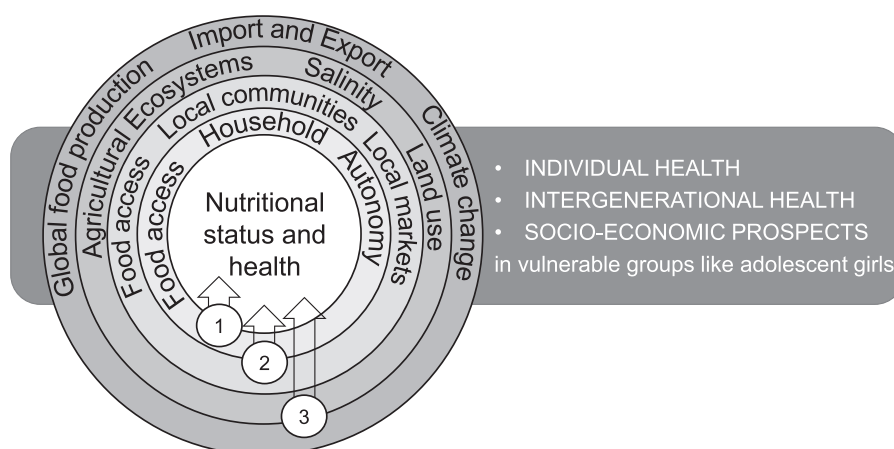 Import and Export
Global food production
Climate change
Agricultural Ecosystems
Salinity
Land use
Food access
Local communities
Local markets
Food access
Household
Autonomy
Nutritional
status and
health
1
2
3
• INDIVIDUAL HEALTH
• INTERGENERATIONAL HEALTH
• SOCIO-ECONOMIC PROSPECTS
in vulnerable groups like adolescent girls